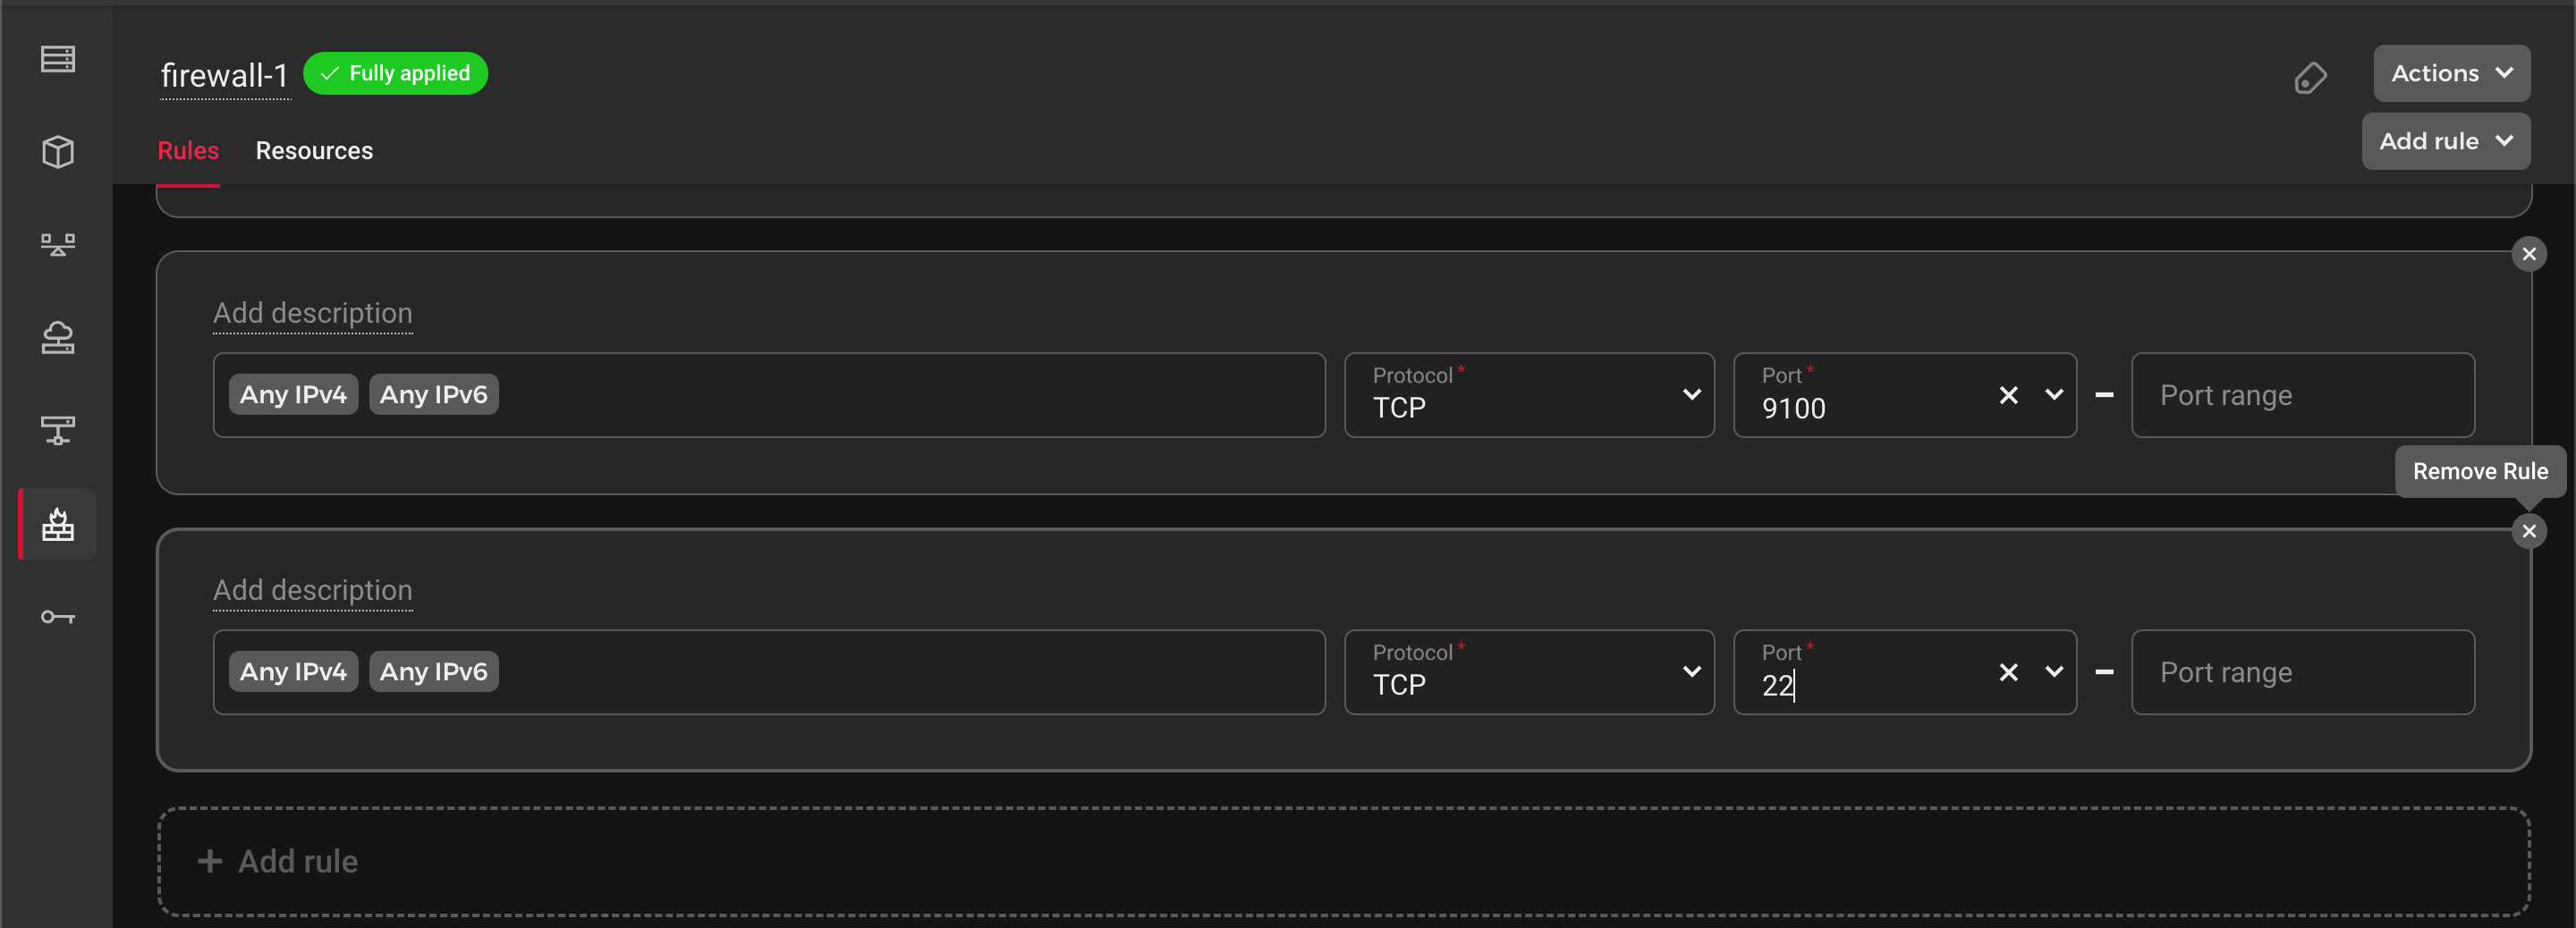 firewall-1
Fully applied
Actions
Rules
Resources
Add rule
Add description
Any IPv4
Any IPv6
Protocol *
TCP
Port *
9100
Port range
Remove Rule
Add description
Any IPv4
Any IPv6
Protocol *
TCP
Port *
22
Port range
+ Add rule